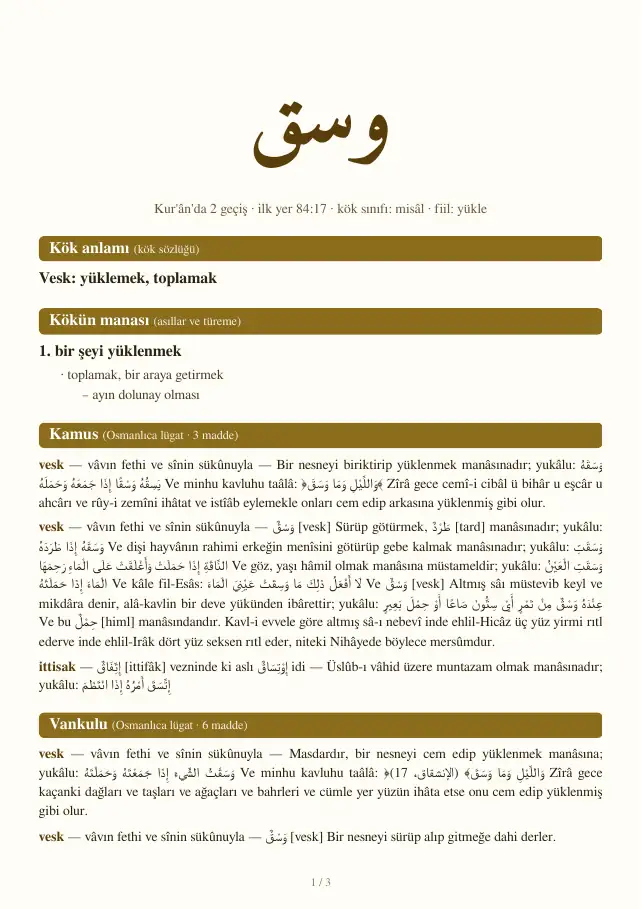 وسق
Kur'ân'da 2 geçiş · ilk yer 84:17 · kök sınıfı: misâl · fiil: yükle
Kök anlamı (kök sözlüğü)
Vesk: yüklemek, toplamak
Kökün manası (asıllar ve türeme)
1. bir şeyi yüklenmek
· toplamak, bir araya getirmek
– ayın dolunay olması
Kamus (Osmanlıca lügat · 3 madde)
vesk — vâvın fethi ve sînin sükûnuyla — Bir nesneyi biriktirip yüklenmek manâsınadır; yukâlu: وَسَقَهُ
يَسِقُهُ وَسْقًا إِذَا جَمَعَهُ وَحَمَلَهُ Ve minhu kavluhu taâlâ: ﴿وَاللَّيْلِ وَمَا وَسَقَ﴾ Zîrâ gece cemî-i cibâl ü bihâr u eşcâr u
ahcârı ve rûy-i zemîni ihâtat ve istîâb eylemekle onları cem edip arkasına yüklenmiş gibi olur.
vesk — vâvın fethi ve sînin sükûnuyla — وَسْقٌ [vesk] Sürüp götürmek, طَرْدٌ [tard] manâsınadır; yukâlu:
وَسَقَهُ إِذَا طَرَدَهُ Ve dişi hayvânın rahimi erkeğin menîsini götürüp gebe kalmak manâsınadır; yukâlu: وَسَقَتِ
النَّاقَةُ إِذَا حَمَلَتْ وَأَغْلَقَتْ عَلَى الْمَاءِ رَحِمَهَا Ve göz, yaşı hâmil olmak manâsına müstameldir; yukâlu: وَسَقَتِ الْعَيْنُ
الْمَاءَ إِذَا حَمَلَتْهُ Ve kâle fil-Esâs: لَا أَفْعَلُ ذَلِكَ مَا وَسِقَتْ عَيْنِيَ الْمَاءَ Ve وَسْقٌ [vesk] Altmış sâı müstevib keyl ve
mikdâra denir, alâ-kavlin bir deve yükünden ibârettir; yukâlu: عِنْدَهُ وَسْقٌ مِنْ تَمْرٍ أَيْ سِتُّونَ صَاعًا أَوْ حِمْلُ بَعِيرٍ
Ve bu حِمْلٌ [himl] manâsındandır. Kavl-i evvele göre altmış sâ-ı nebevî inde ehlil-Hicâz üç yüz yirmi rıtl
ederve inde ehlil-Irâk dört yüz seksen rıtl eder, niteki Nihâyede böylece mersûmdur.
ittisak — إِتِّفَاقٌ [ittifâk] vezninde ki aslı إِوْتِسَاقٌ idi — Üslûb-ı vâhid üzere muntazam olmak manâsınadır;
yukâlu: إِتَّسَقَ أَمْرُهُ إِذَا انْتَظَمَ
Vankulu (Osmanlıca lügat · 6 madde)
vesk — vâvın fethi ve sînin sükûnuyla — Masdardır, bir nesneyi cem edip yüklenmek manâsına;
yukâlu: وَسَقْتُ الشَّيْءَ إِذَا جَمَعْتَهُ وَحَمَلْتَهُ Ve minhu kavluhu taâlâ: ﴿وَاللَّيْلِ وَمَا وَسَقَ﴾ (الإنشقاق، 17) Zîrâ gece
kaçanki dağları ve taşları ve ağaçları ve bahrleri ve cümle yer yüzün ihâta etse onu cem edip yüklenmiş
gibi olur.
vesk — vâvın fethi ve sînin sükûnuyla — وَسْقٌ [vesk] Bir nesneyi sürüp alıp gitmeğe dahi derler.
1 / 3